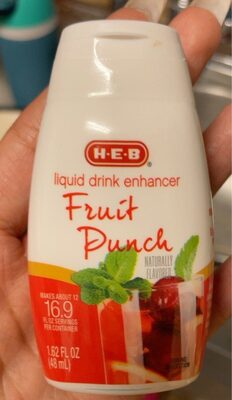 H-E-B®
liquid drink enhancer
Fruit
Punch
NATURALLY
FLAVORED
MAKES ABOUT 12
16.9
FL OZ SERVINGS
PER CONTAINER
1.62 FL OZ
(48 mL)